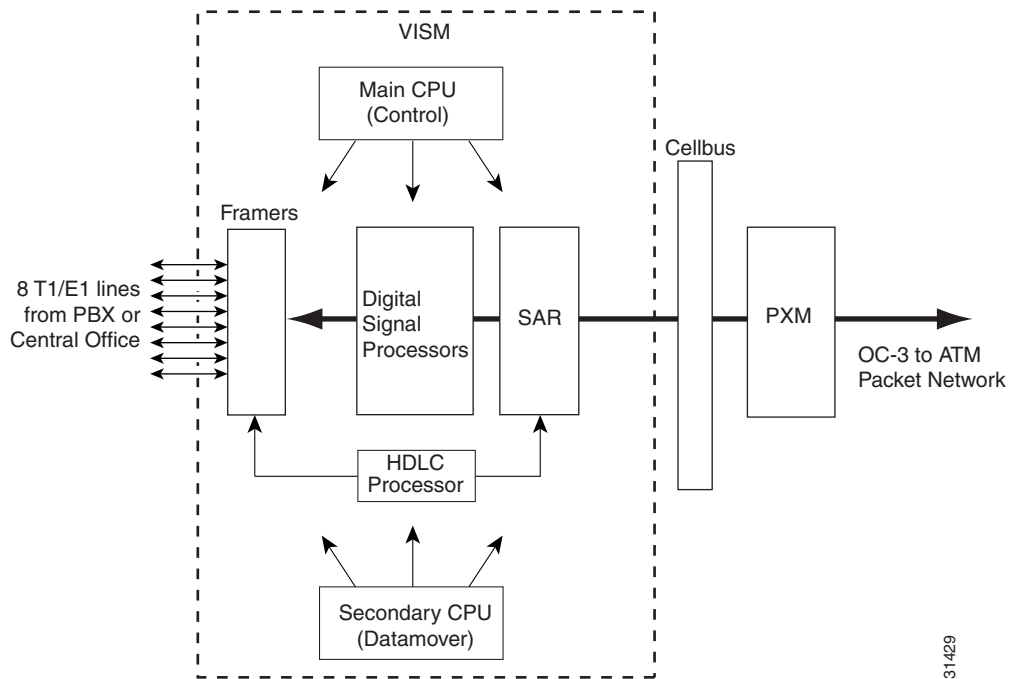 VISM
Main CPU
(Control)
Cellbus
Framers
8 T1/E1 lines
from PBX or
Central Office
Digital
Signal
Processors
SAR
PXM
OC-3 to ATM
Packet Network
HDLC
Processor
Secondary CPU
(Datamover)
31429